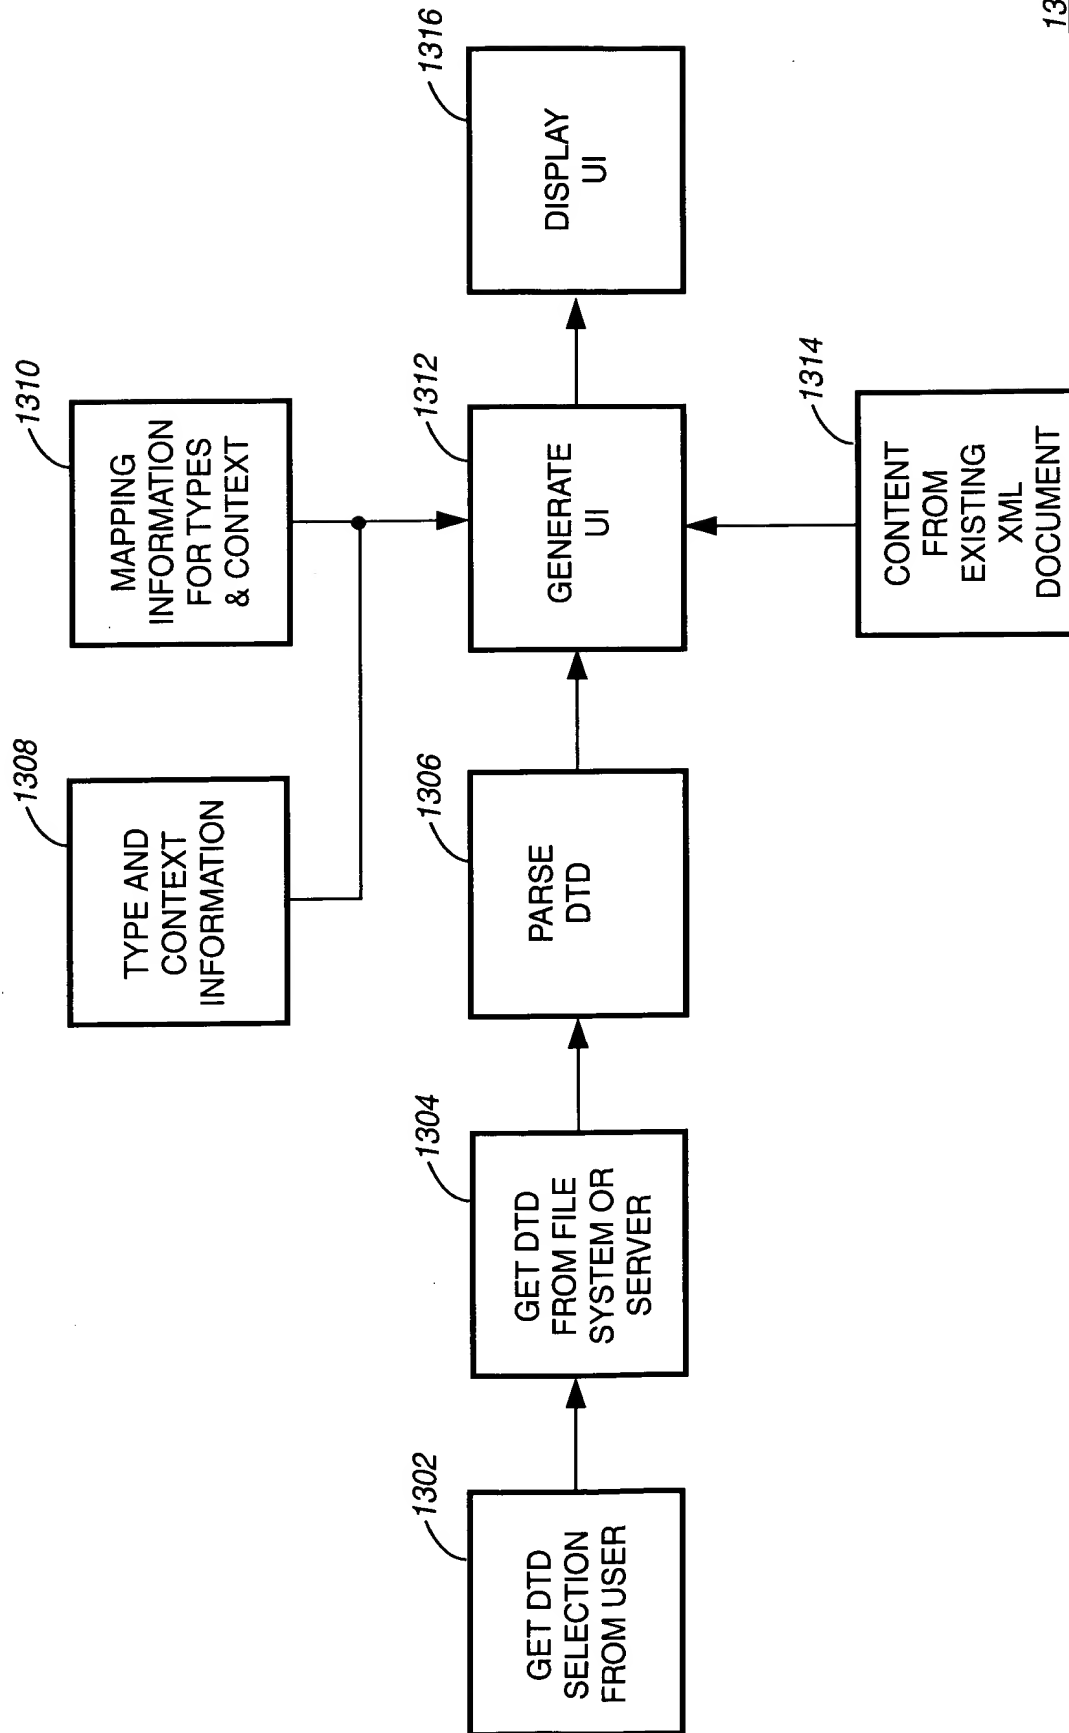 1308
TYPE AND
CONTEXT
INFORMATION
1310
MAPPING
INFORMATION
FOR TYPES
& CONTEXT
1302
GET DTD
SELECTION
FROM USER
1304
GET DTD
FROM FILE
SYSTEM OR
SERVER
1306
PARSE
DTD
1312
GENERATE
UI
1316
DISPLAY
UI
1314
CONTENT
FROM
EXISTING
XML
DOCUMENT